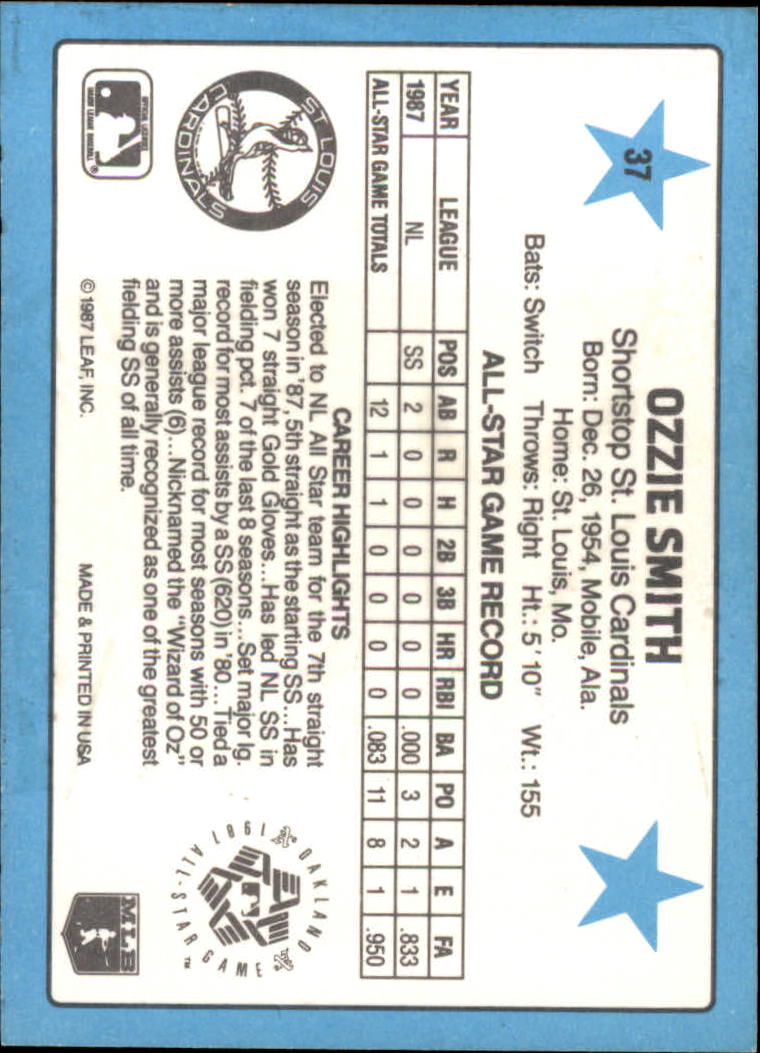 37
OZZIE SMITH
Shortstop St. Louis Cardinals
Born: Dec. 26, 1954, Mobile, Ala.
Home: St. Louis, Mo.
Bats: Switch Throws: Right Ht.: 5'10" Wt.: 155
ALL-STAR GAME RECORD
YEAR LEAGUE POS AB R H 2B 3B HR RBI BA PO A E FA
1987 NL SS 2 0 0 0 0 0 0 .000 3 2 1 .833
ALL-STAR GAME TOTALS 12 1 1 0 0 0 0 .083 11 8 1 .950
ST. LOUIS
CARDINALS
CAREER HIGHLIGHTS
Elected to NL All Star team for the 7th straight
season in '87, 5th straight as the starting SS...Has
won 7 straight Gold Gloves...Has led NL SS in
fielding pct. 7 of the last 8 seasons...Set major lg.
record for most assists by a SS (620) in '80...Tied a
major league record for most seasons with 50 or
more assists (6)...Nicknamed the "Wizard of Oz"
and is generally recognized as one of the greatest
fielding SS of all time.
1987 ALL-STAR GAME™
OAKLAND
OFFICIAL LICENSEE
MAJOR LEAGUE BASEBALL®
© 1987 LEAF, INC.
MADE & PRINTED IN USA
MLB